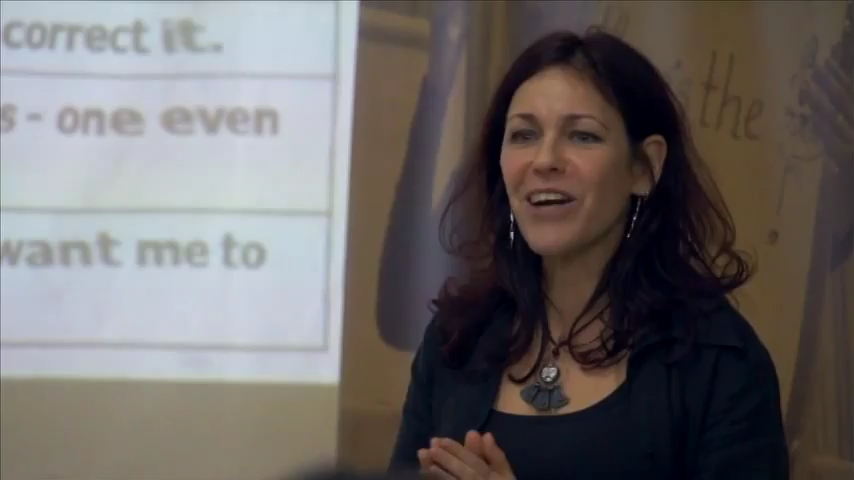 correct it.
s - one even
want me to
the